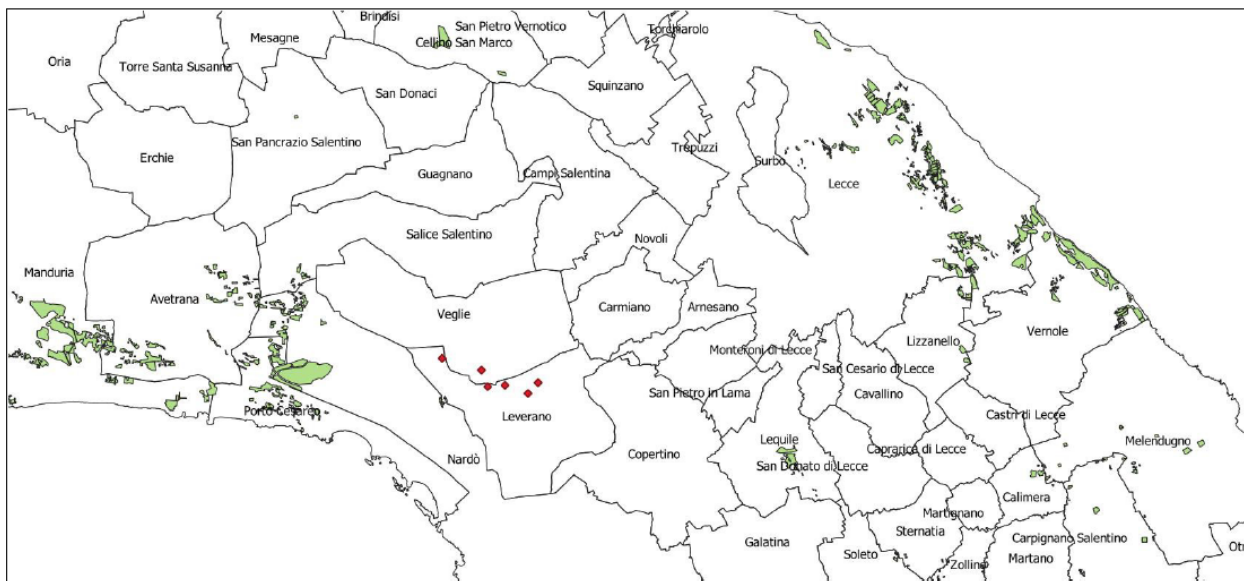 Brindisi
San Pietro Vernotico
Torchiarolo
Mesagne
Cellino San Marco
Oria
Torre Santa Susanna
Squinzano
San Donaci
San Pancrazio Salentino
Trepuzzi
Erchie
Surbo
Guagnano
Campi Salentina
Lecce
Salice Salentino
Novoli
Manduria
Avetrana
Veglie
Carmiano
Arnesano
Vernole
Lizzanello
Monteroni di Lecce
San Cesario di Lecce
San Pietro in Lama
Cavallino
Porto Cesareo
Leverano
Castri di Lecce
Lequile
Melendugno
Copertino
Caprarica di Lecce
Nardò
San Donato di Lecce
Calimera
Martignano
Sternatia
Carpignano Salentino
Galatina
Soleto
Zollino
Martano
Otr